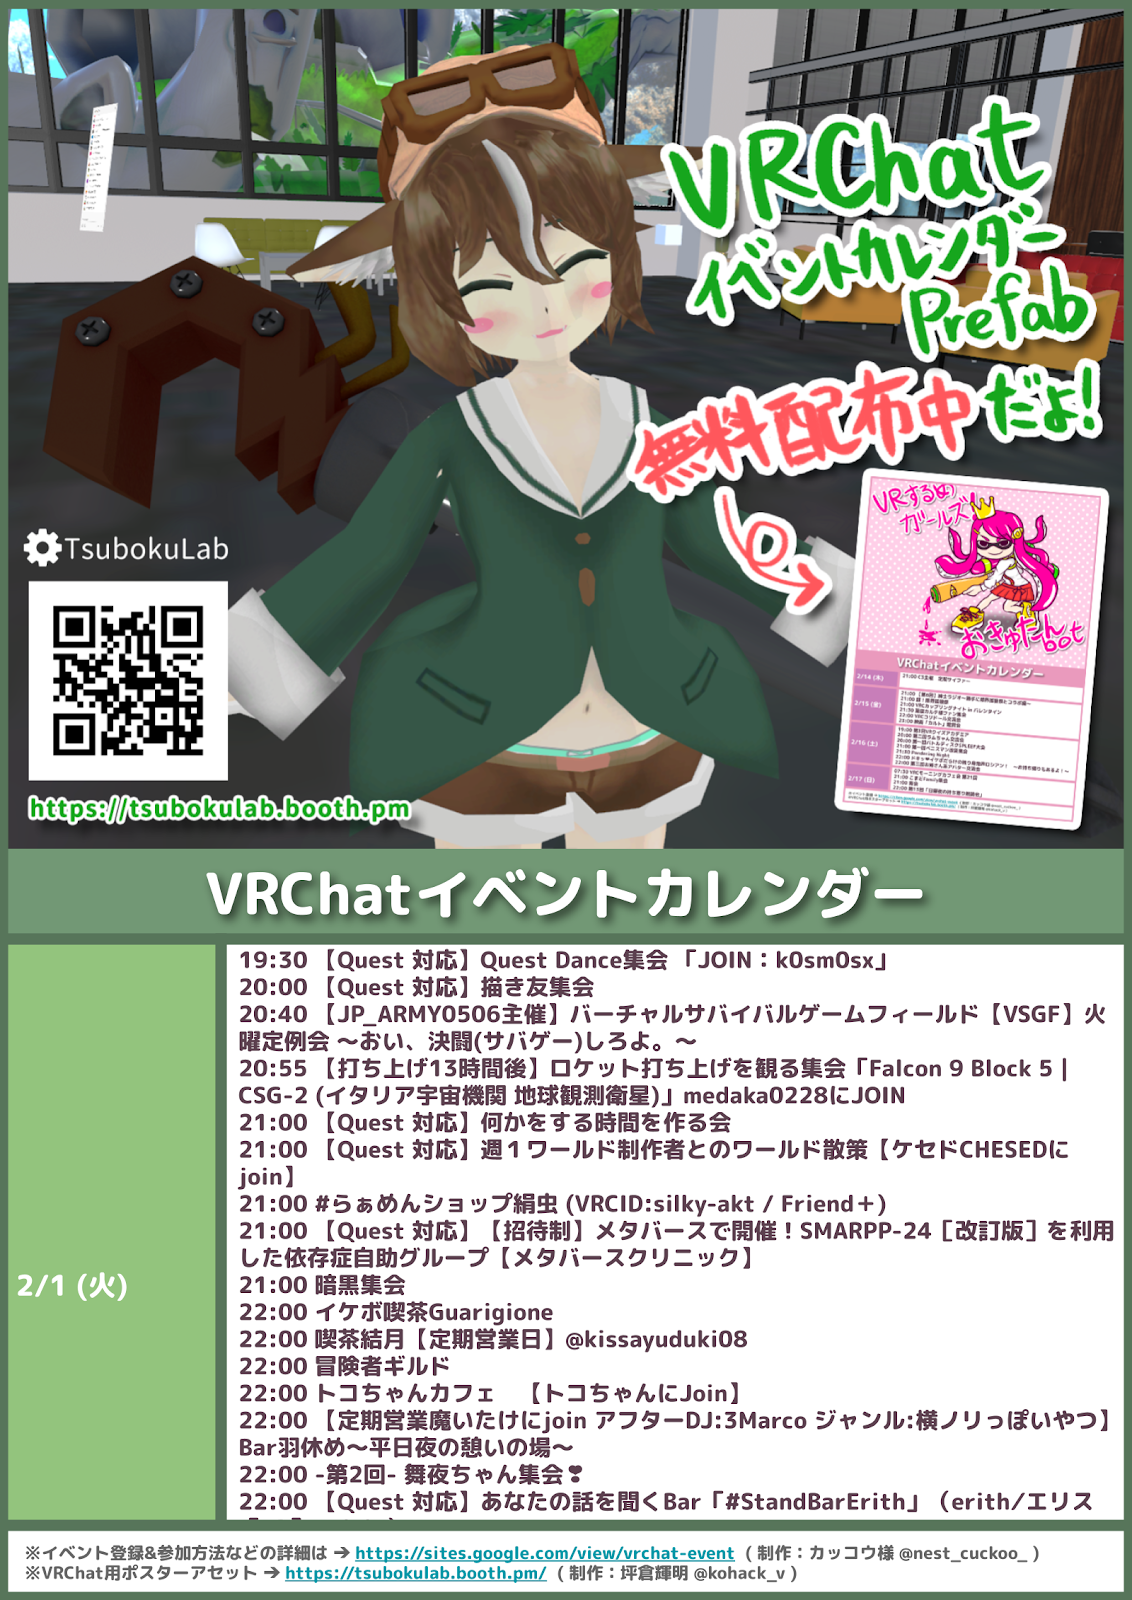 VRChat
イベントカレンダー
Prefab
無料配布中だよ!
TsubokuLab
https://tsubokulab.booth.pm
VRするめ
ガールズ
おきゅたん
bot
VRChatイベントカレンダー
2/14 (木)
2/15 (金)
2/16 (土)
2/17 (日)
VRChatイベントカレンダー
2/1 (火)
19:30 【Quest 対応】Quest Dance集会 「JOIN：k0sm0sx」
20:00 【Quest 対応】描き友集会
20:40 【JP_ARMY0506主催】バーチャルサバイバルゲームフィールド【VSGF】火
曜定例会 ～おい、決闘(サバゲー)しろよ。～
20:55 【打ち上げ13時間後】ロケット打ち上げを観る集会「Falcon 9 Block 5 |
CSG-2 (イタリア宇宙機関 地球観測衛星)」medaka0228にJOIN
21:00 【Quest 対応】何かをする時間を作る会
21:00 【Quest 対応】週１ワールド制作者とのワールド散策【ケセドCHESEDに
join】
21:00 #らぁめんショップ絹虫 (VRCID:silky-akt / Friend＋)
21:00 【Quest 対応】【招待制】メタバースで開催！SMARPP-24［改訂版］を利用
した依存症自助グループ【メタバースクリニック】
21:00 暗黒集会
22:00 イケボ喫茶Guarigione
22:00 喫茶結月【定期営業日】@kissayuduki08
22:00 冒険者ギルド
22:00 トコちゃんカフェ　【トコちゃんにJoin】
22:00 【定期営業魔いたけにjoin アフターDJ:3Marco ジャンル:横ノリっぽいやつ】
Bar羽休め～平日夜の憩いの場～
22:00 -第2回- 舞夜ちゃん集会❣
22:00 【Quest 対応】あなたの話を聞くBar「#StandBarErith」（erith/エリス
※イベント登録&参加方法などの詳細は ➔ https://sites.google.com/view/vrchat-event （制作：カッコウ様 @nest_cuckoo_ ）
※VRChat用ポスターアセット ➔ https://tsubokulab.booth.pm/ （制作：坪倉輝明 @kohack_v ）